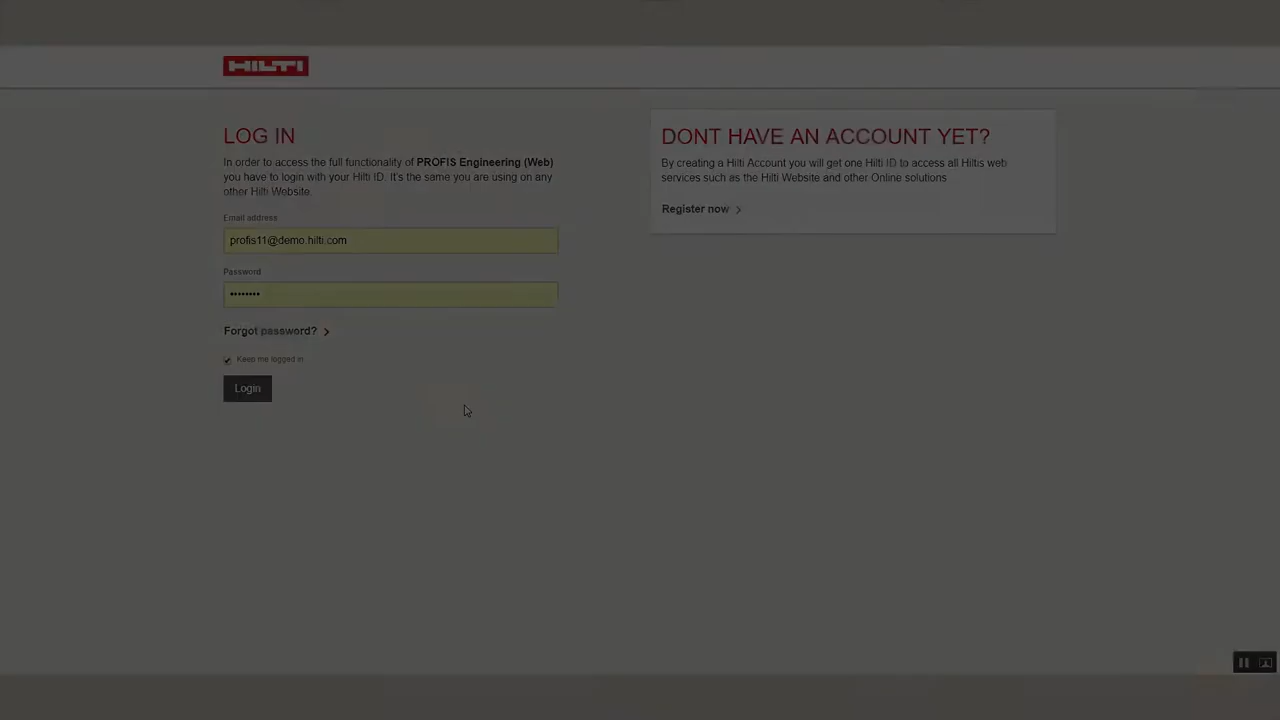 HILTI
LOG IN
In order to access the full functionality of PROFIS Engineering (Web)
you have to login with your Hilti ID. It's the same you are using on any
other Hilti Website.
Email address
profis11@demo.hilti.com
Password
••••••••
Forgot password?
Keep me logged in
Login
DONT HAVE AN ACCOUNT YET?
By creating a Hilti Account you will get one Hilti ID to access all Hiltis web
services such as the Hilti Website and other Online solutions
Register now